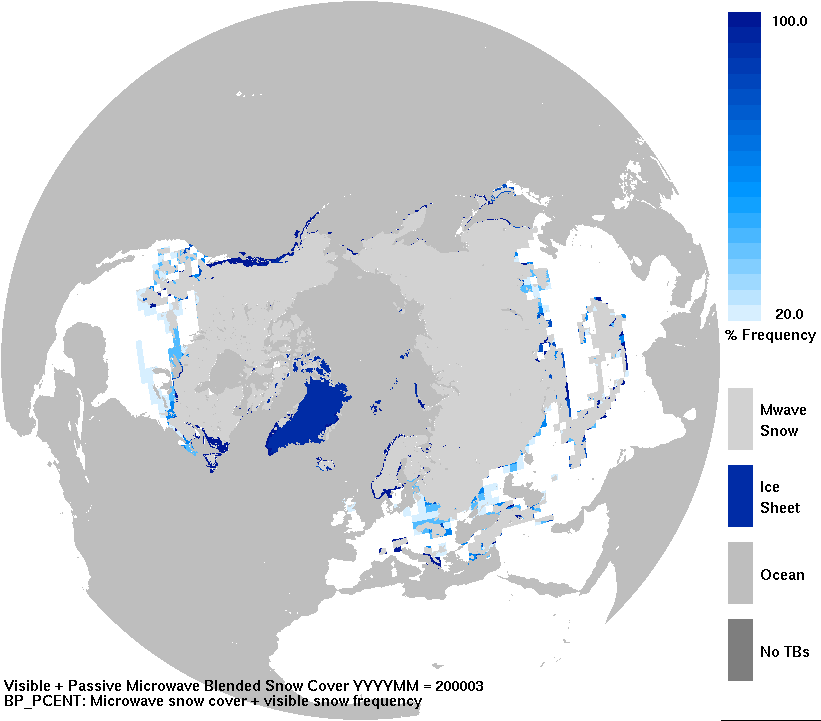 100.0
20.0
% Frequency
Mwave
Snow
Ice
Sheet
Ocean
No TBs
Visible + Passive Microwave Blended Snow Cover YYYYMM = 200003
BP_PCENT: Microwave snow cover + visible snow frequency